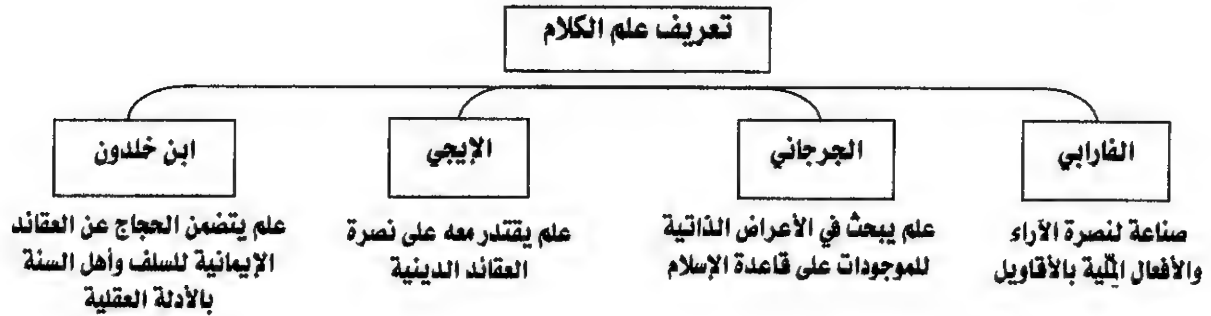 تعريف علم الكلام
الفارابي
صناعة لنصرة الآراء
والأفعال المِلّية بالأقاويل
الجرجاني
علم يبحث في الأعراض الذاتية
للموجودات على قاعدة الإسلام
الإيجي
علم يقتدر معه على نصرة
العقائد الدينية
ابن خلدون
علم يتضمن الحجاج عن العقائد
الإيمانية للسلف وأهل السنة
بالأدلة العقلية